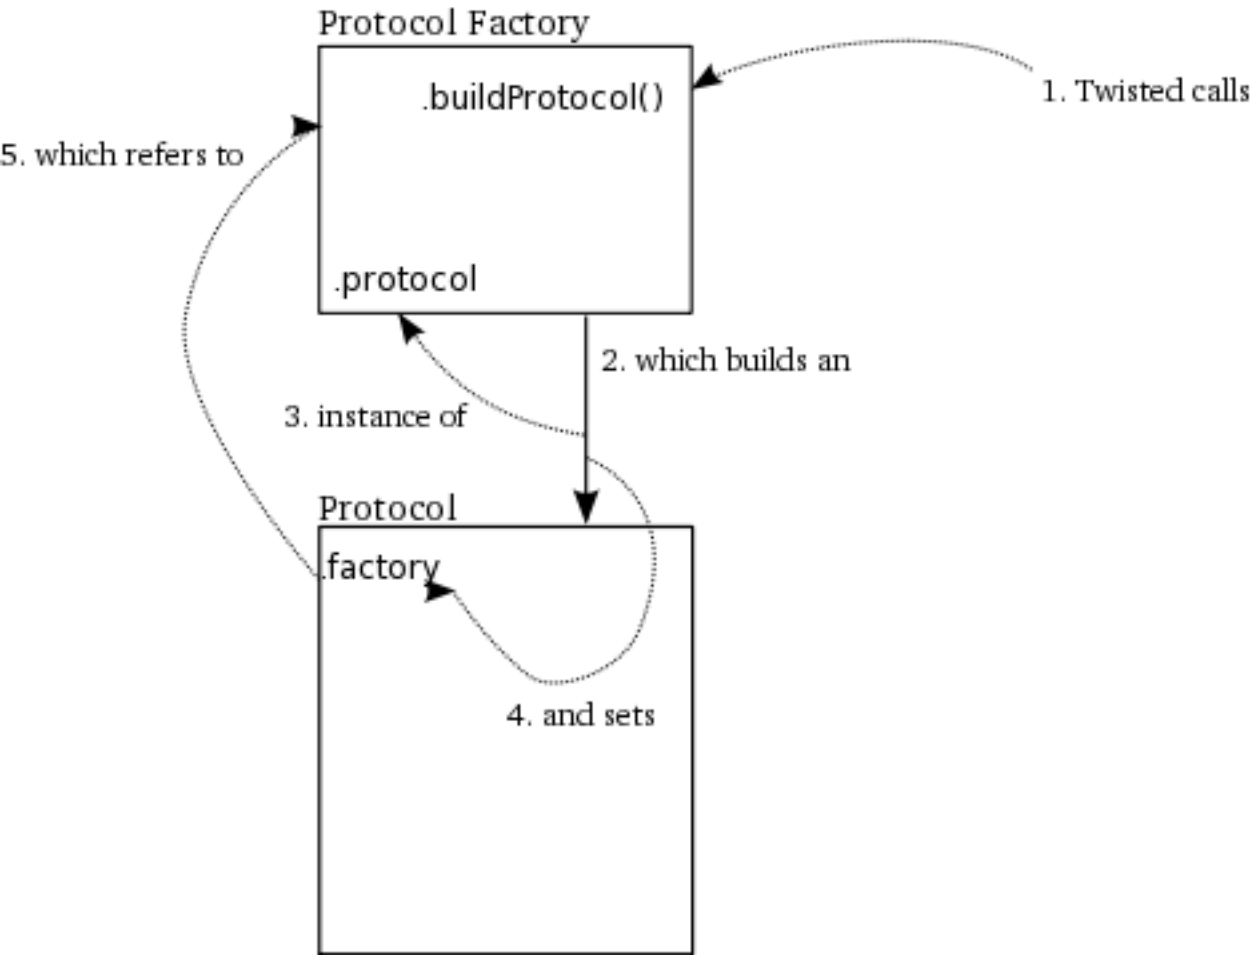 Protocol Factory
.buildProtocol()
1. Twisted calls
5. which refers to
.protocol
2. which builds an
3. instance of
Protocol
.factory
4. and sets